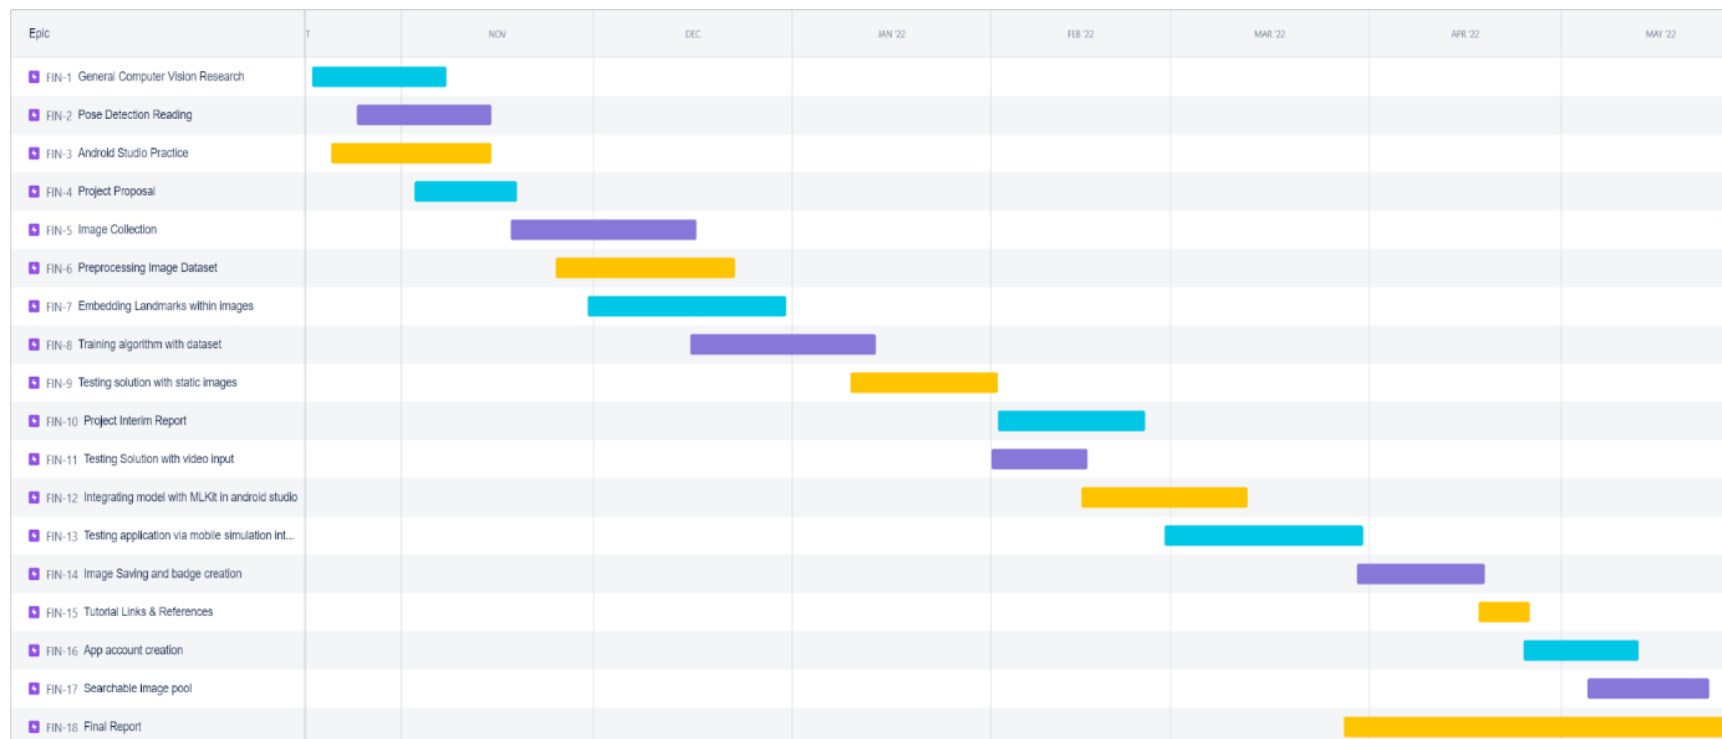 Epic T NOV DEC JAN '22 FEB '22 MAR '22 APR '22 MAY '22
FIN-1 General Computer Vision Research
FIN-2 Pose Detection Reading
FIN-3 Android Studio Practice
FIN-4 Project Proposal
FIN-5 Image Collection
FIN-6 Preprocessing Image Dataset
FIN-7 Embedding Landmarks within images
FIN-8 Training algorithm with dataset
FIN-9 Testing solution with static images
FIN-10 Project Interim Report
FIN-11 Testing Solution with video input
FIN-12 Integrating model with MLKit in android studio
FIN-13 Testing application via mobile simulation int...
FIN-14 Image Saving and badge creation
FIN-15 Tutorial Links & References
FIN-16 App account creation
FIN-17 Searchable image pool
FIN-18 Final Report